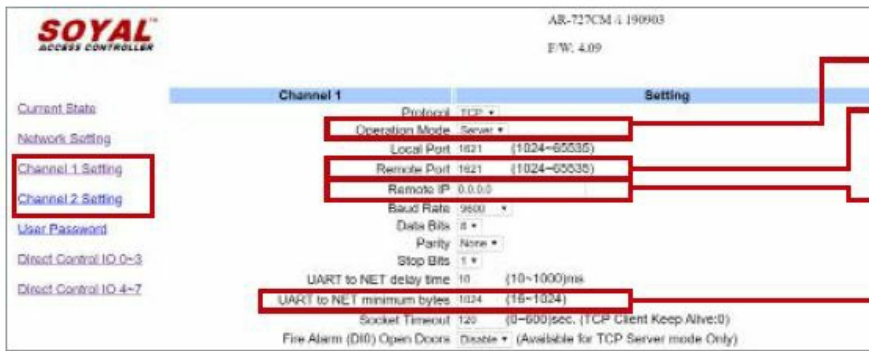 SOYAL™
ACCESS CONTROLLER
AR-727CM 4 190903
F/W: 4.09
Channel 1 Setting
Current State
Network Setting
Channel 1 Setting
Channel 2 Setting
User Password
Direct Control IO 0~3
Direct Control IO 4~7
Protocol TCP
Operation Mode Server
Local Port 1621 (1024~65535)
Remote Port 1621 (1024~65535)
Remote IP 0.0.0.0
Baud Rate 9600
Data Bits 8
Parity None
Stop Bits 1
UART to NET delay time 10 (10~1000)ms
UART to NET minimum bytes 1024 (16~1024)
Socket Timeout 120 (0~600)sec. (TCP Client Keep Alive:0)
Fire Alarm (DI0) Open Doors Disable (Available for TCP Server mode Only)